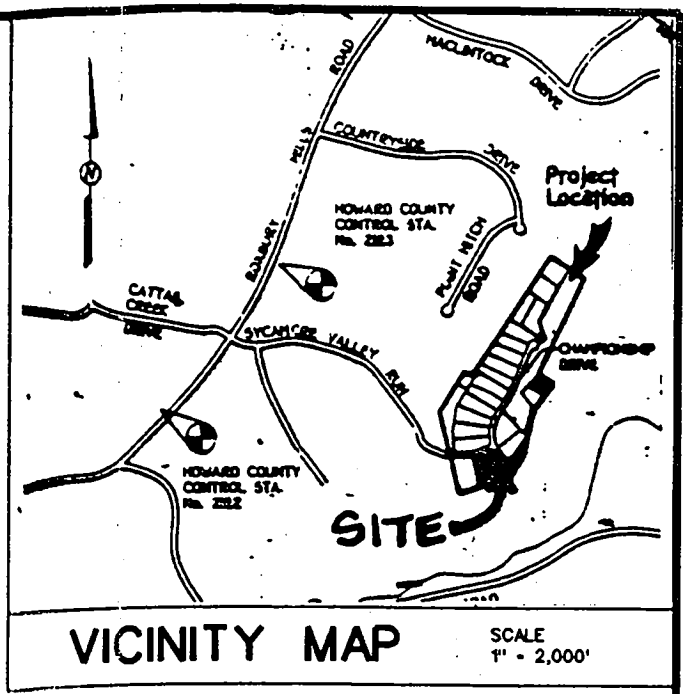 MACLINTOCK
DRIVE
ROXBURY MILLS ROAD
COUNTRYSIDE DRIVE
Project
Location
HOWARD COUNTY
CONTROL STA.
ROAD
N
CATTAIL
CREEK
DRIVE
SYCAMORE VALLEY RUN
CHAMPIONSHIP
DRIVE
HOWARD COUNTY
CONTROL STA.
SITE
VICINITY MAP
SCALE
1" - 2,000'